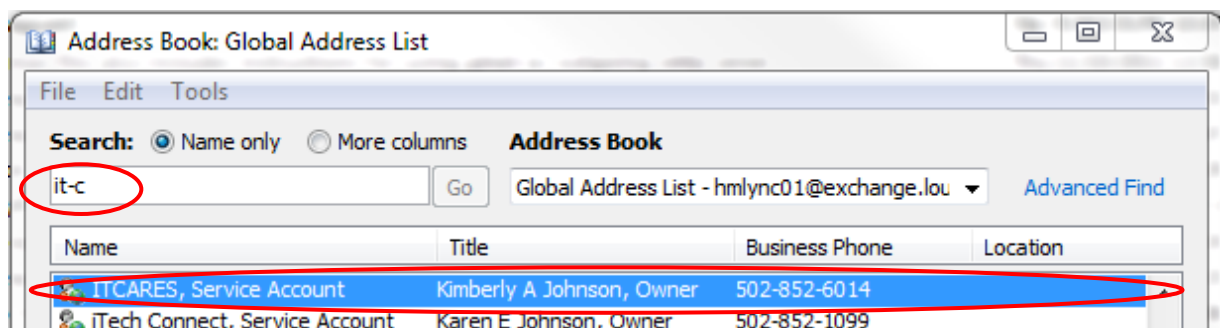 Address Book: Global Address List
File Edit Tools
Search: Name only More columns Address Book
it-c Go Global Address List - hmlync01@exchange.lou Advanced Find
Name Title Business Phone Location
ITCARES, Service Account Kimberly A Johnson, Owner 502-852-6014
iTech Connect, Service Account Karen E Johnson, Owner 502-852-1099